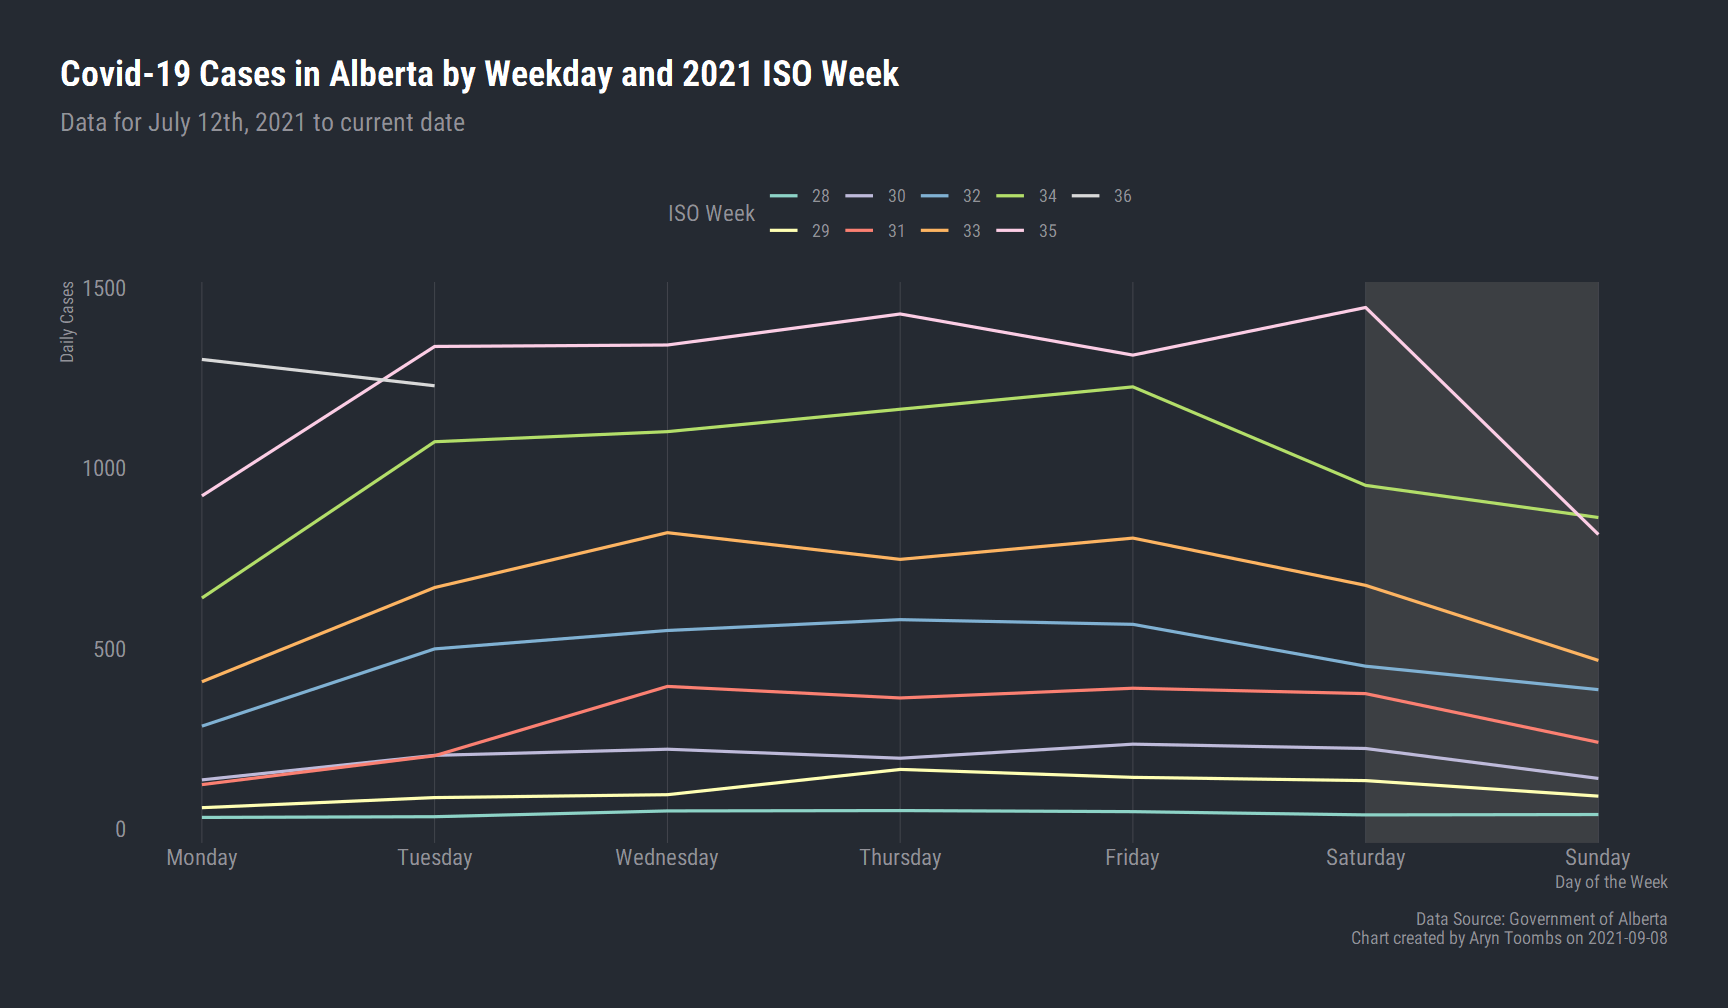 Covid-19 Cases in Alberta by Weekday and 2021 ISO Week
Data for July 12th, 2021 to current date
ISO Week
28 30 32 34 36
29 31 33 35
Daily Cases
1500
1000
500
0
Monday Tuesday Wednesday Thursday Friday Saturday Sunday
Day of the Week
Data Source: Government of Alberta
Chart created by Aryn Toombs on 2021-09-08